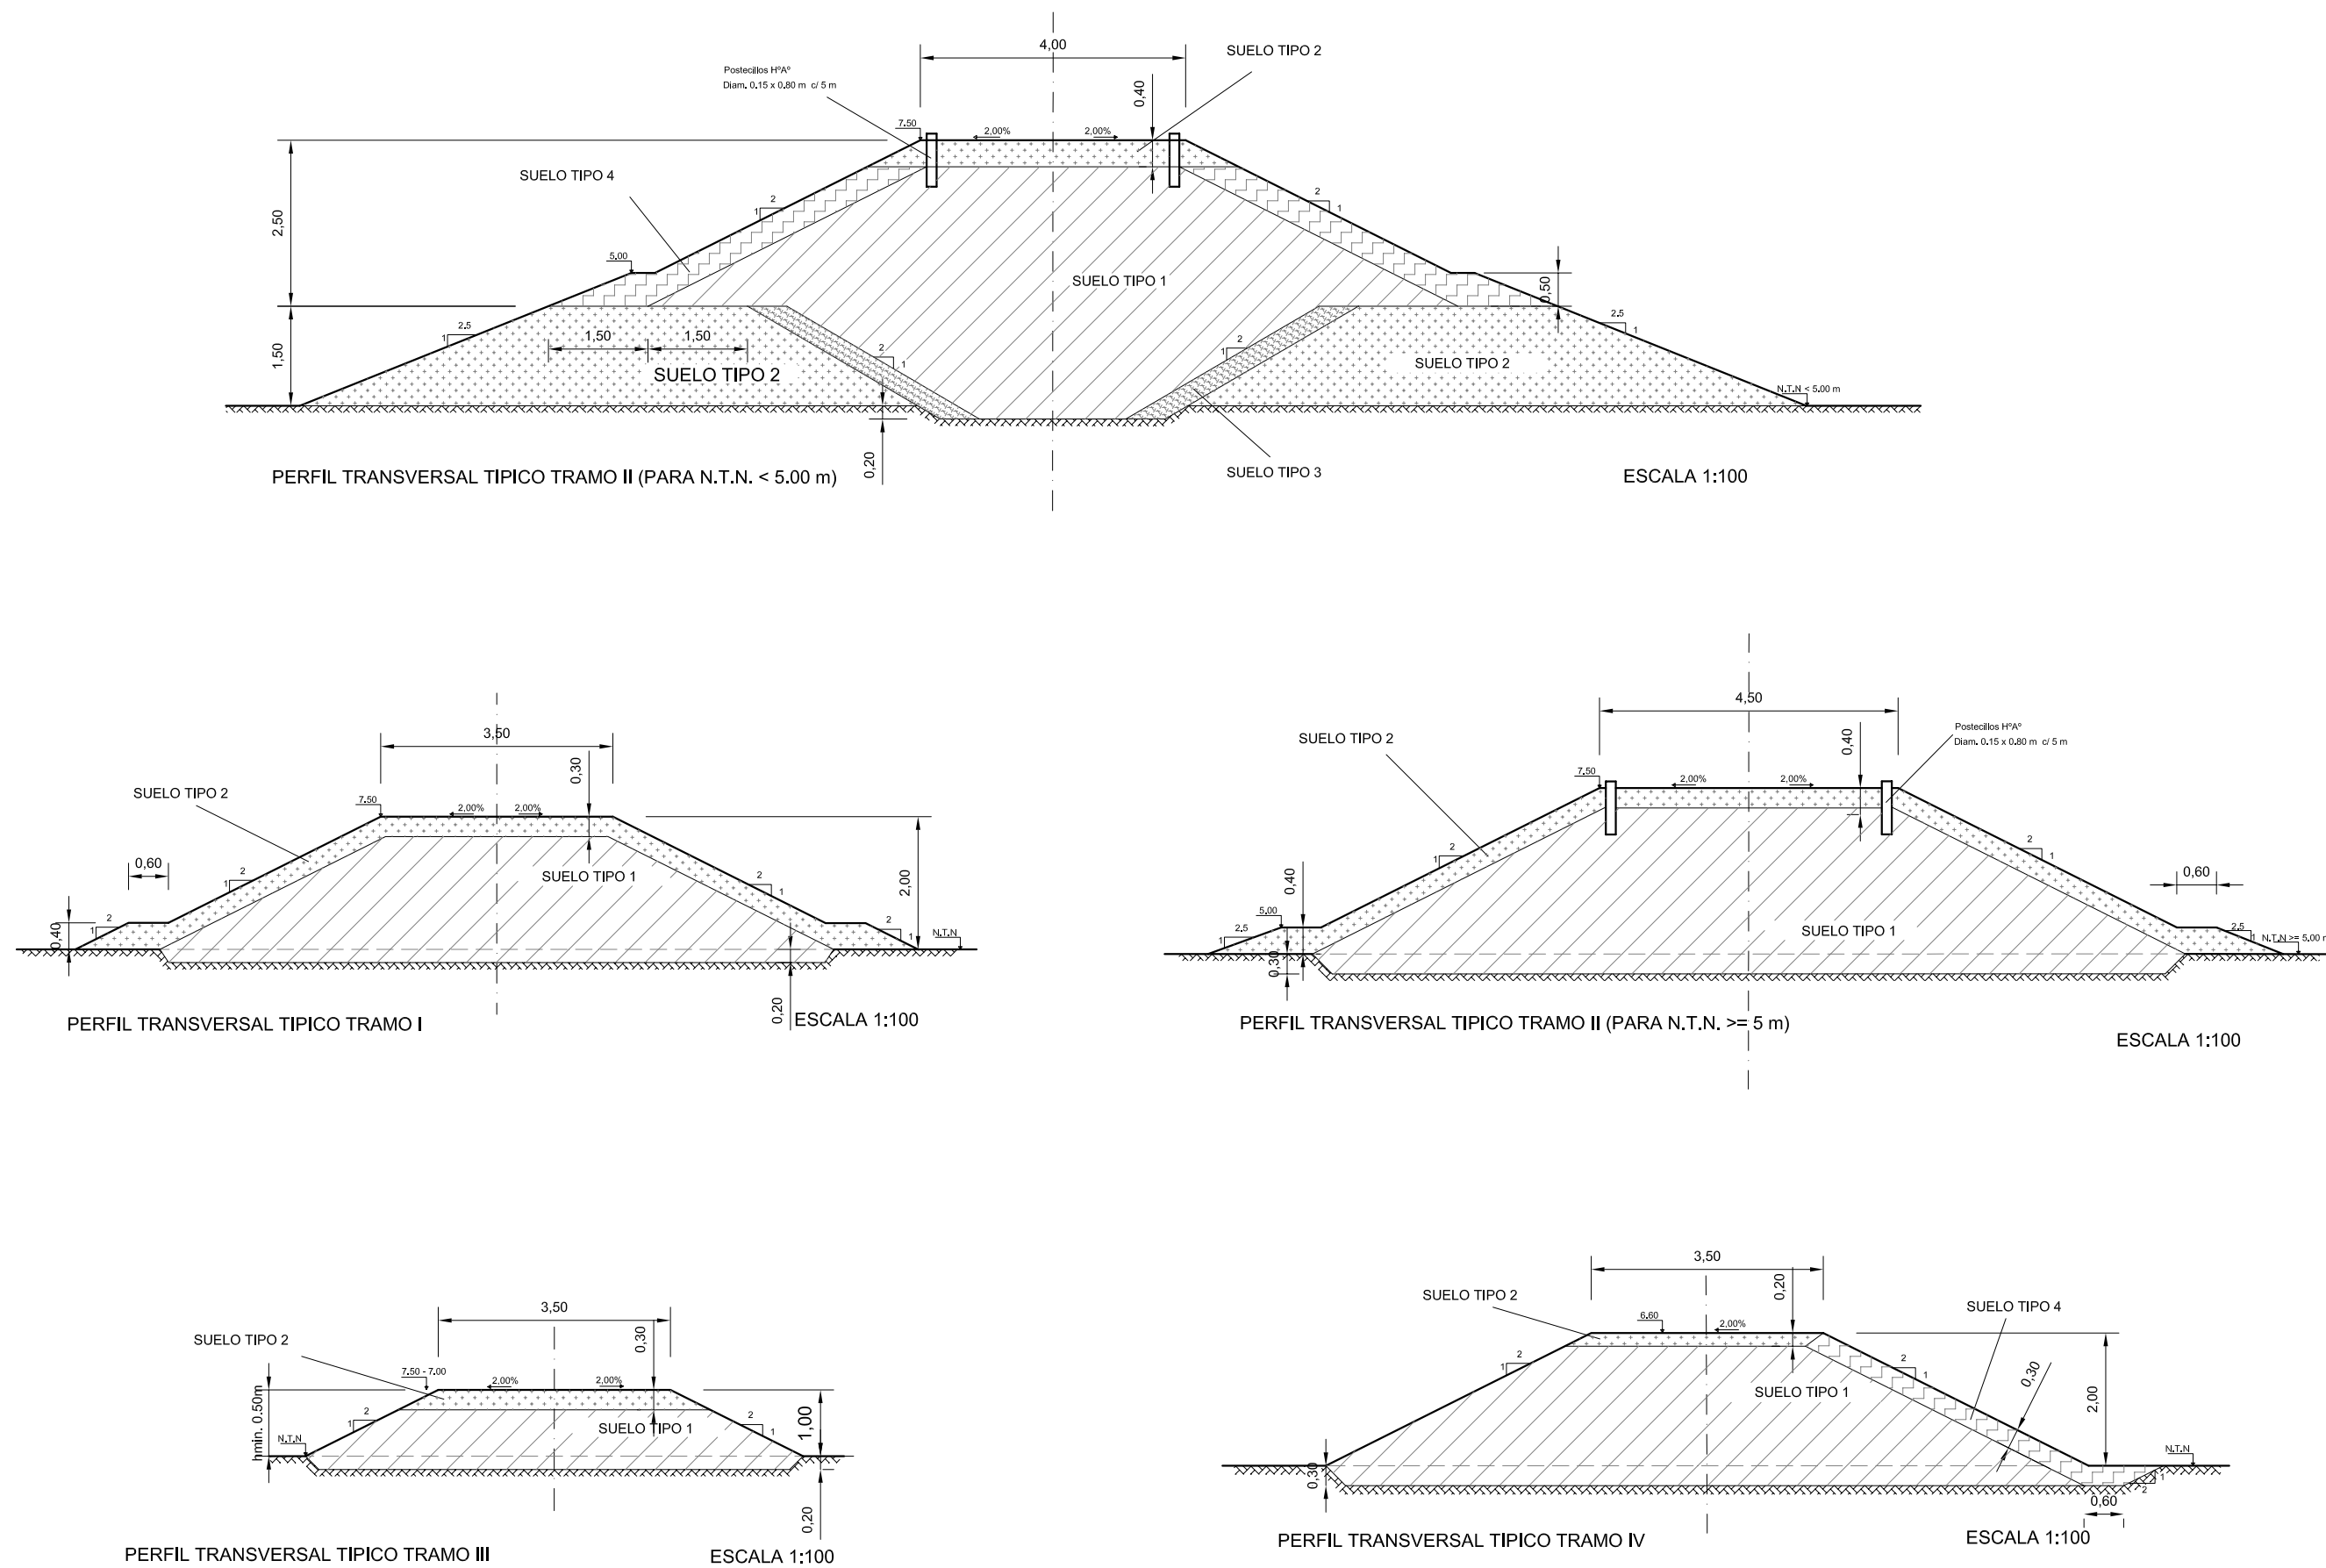 4,00
SUELO TIPO 2
Postecillos HºAº
Diam. 0.15 x 0.80 m c/ 5 m
0,40
7.50
2,00%
2,00%
SUELO TIPO 4
2
1
2
1
2,50
5.00
SUELO TIPO 1
0,50
2.5
1
2.5
1
1,50
1,50
1,50
2
1
2
1
SUELO TIPO 2
SUELO TIPO 2
N.T.N < 5.00 m
0,20
SUELO TIPO 3
PERFIL TRANSVERSAL TIPICO TRAMO II (PARA N.T.N. < 5.00 m)
ESCALA 1:100
3,50
0,30
SUELO TIPO 2
7.50
2,00%
2,00%
0,60
2
1
SUELO TIPO 1
2
1
2,00
0,40
2
1
2
1
N.T.N
0,20
PERFIL TRANSVERSAL TIPICO TRAMO I
ESCALA 1:100
4,50
SUELO TIPO 2
0,40
Postecillos HºAº
Diam. 0.15 x 0.80 m c/ 5 m
7.50
2,00%
2,00%
2
1
2
1
0,40
0,60
5.00
2.5
1
SUELO TIPO 1
2.5
1
N.T.N >= 5.00 m
0,30
PERFIL TRANSVERSAL TIPICO TRAMO II (PARA N.T.N. >= 5 m)
ESCALA 1:100
3,50
0,30
SUELO TIPO 2
7.50 - 7.00
2,00%
2,00%
hmin. 0.50m
2
1
SUELO TIPO 1
2
1
1,00
N.T.N
0,20
PERFIL TRANSVERSAL TIPICO TRAMO III
ESCALA 1:100
3,50
SUELO TIPO 2
0,20
SUELO TIPO 4
6.60
2,00%
2
1
2
1
SUELO TIPO 1
0,30
2,00
N.T.N
0,30
1
2
0,60
PERFIL TRANSVERSAL TIPICO TRAMO IV
ESCALA 1:100